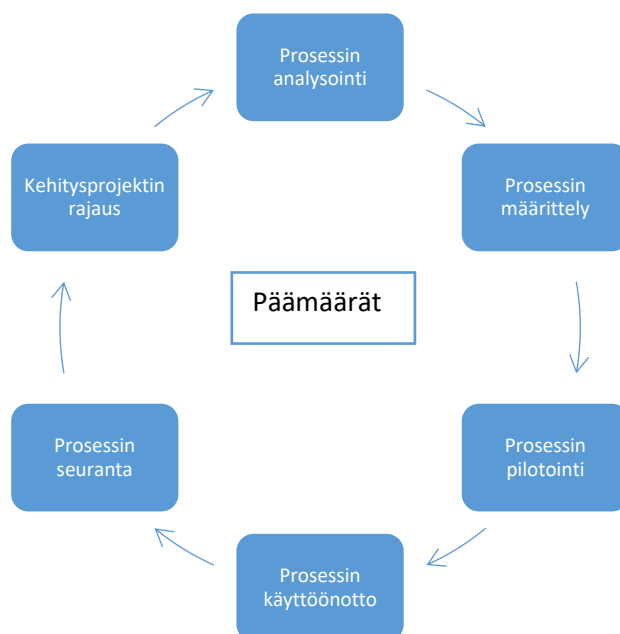 Prosessin
analysointi
Kehitysprojektin
rajaus
Prosessin
määrittely
Päämäärät
Prosessin
seuranta
Prosessin
pilotointi
Prosessin
käyttöönotto